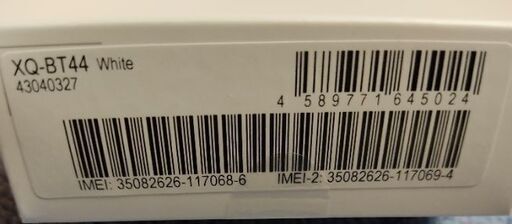 XQ-BT44 White
43040327
4 589771 645024
IMEI: 35082626-117068-6 IMEI-2: 35082626-117069-4